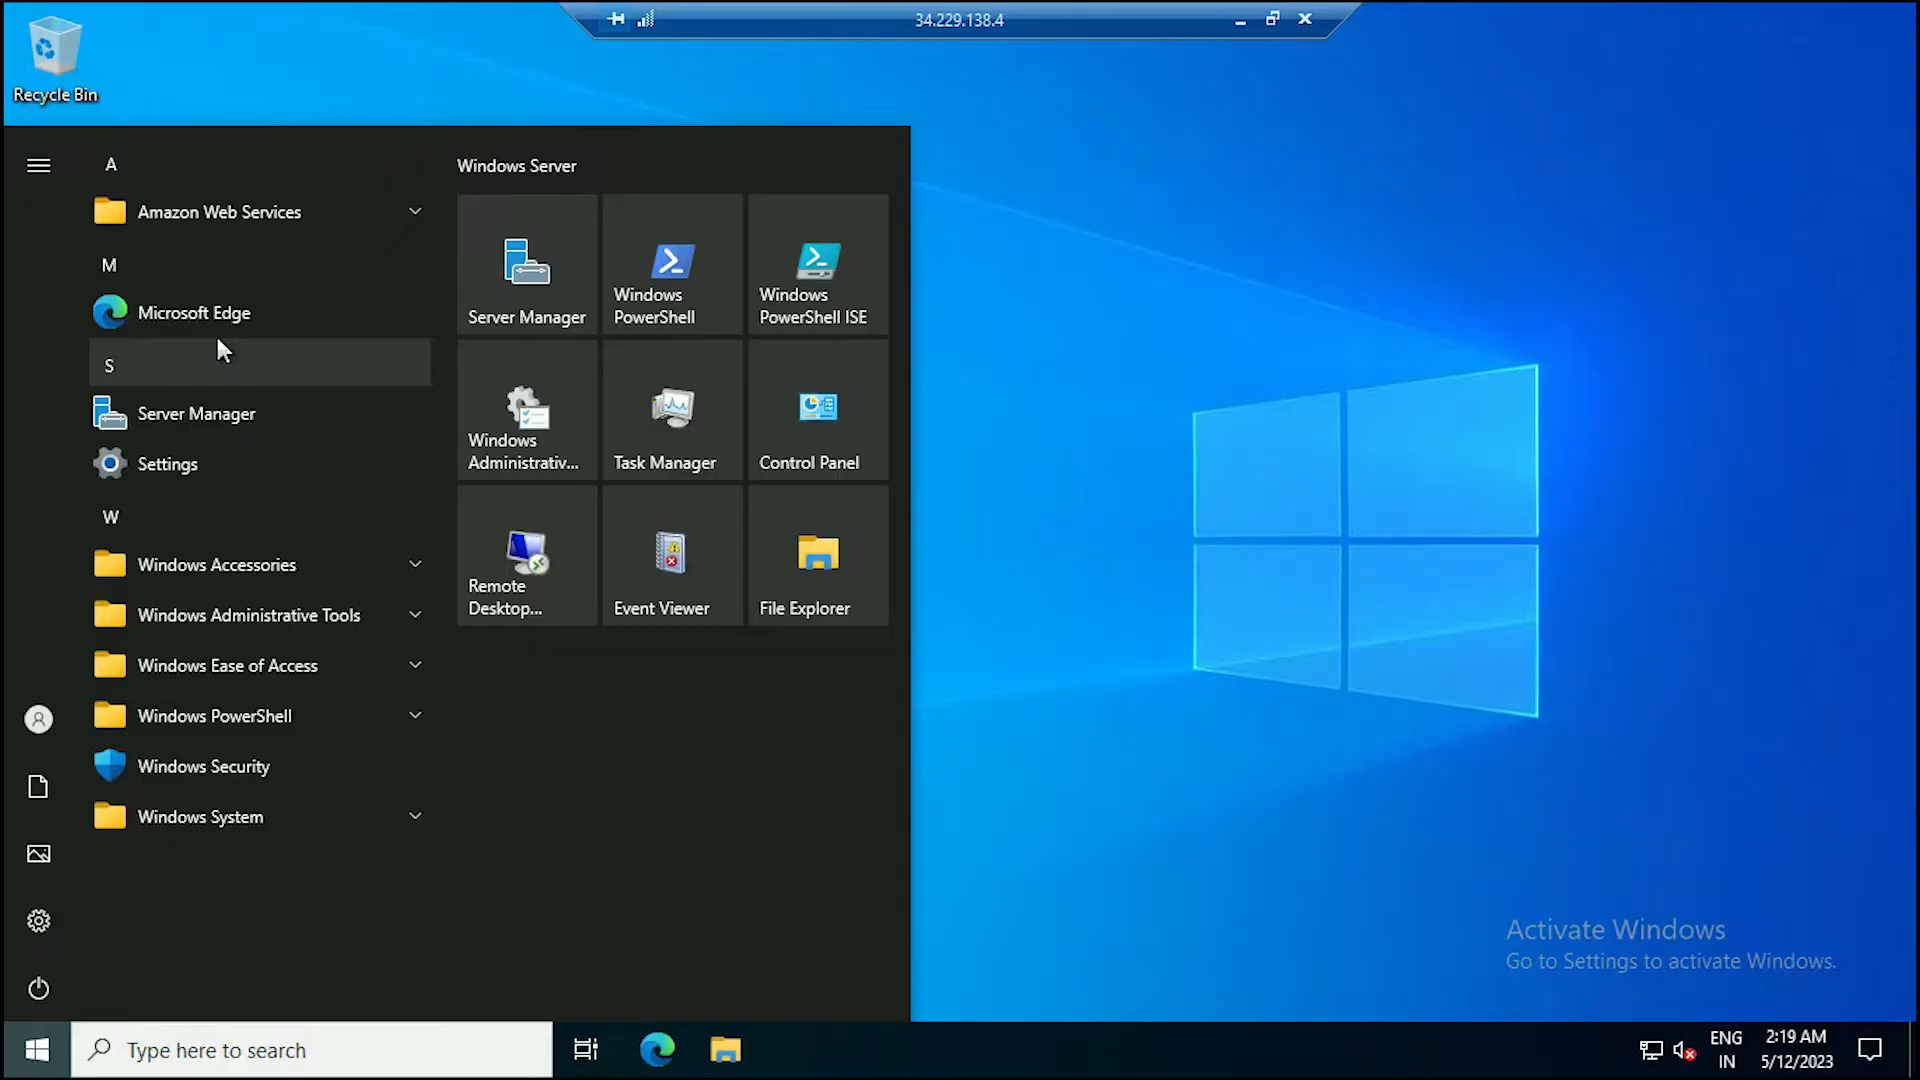 34.229.138.4
Recycle Bin
A
Amazon Web Services
M
Microsoft Edge
S
Server Manager
Settings
W
Windows Accessories
Windows Administrative Tools
Windows Ease of Access
Windows PowerShell
Windows Security
Windows System
Windows Server
Server Manager
Windows
PowerShell
Windows
PowerShell ISE
Windows
Administrativ...
Task Manager
Control Panel
Remote
Desktop...
Event Viewer
File Explorer
Activate Windows
Go to Settings to activate Windows.
Type here to search
ENG
IN
2:19 AM
5/12/2023